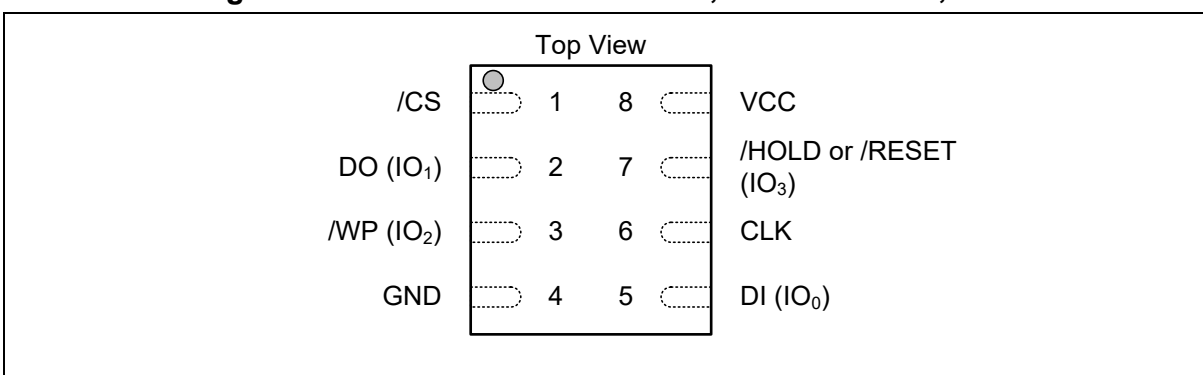 Top View
/CS 1 8 VCC
DO (IO₁) 2 7 /HOLD or /RESET
(IO₃)
/WP (IO₂) 3 6 CLK
GND 4 5 DI (IO₀)